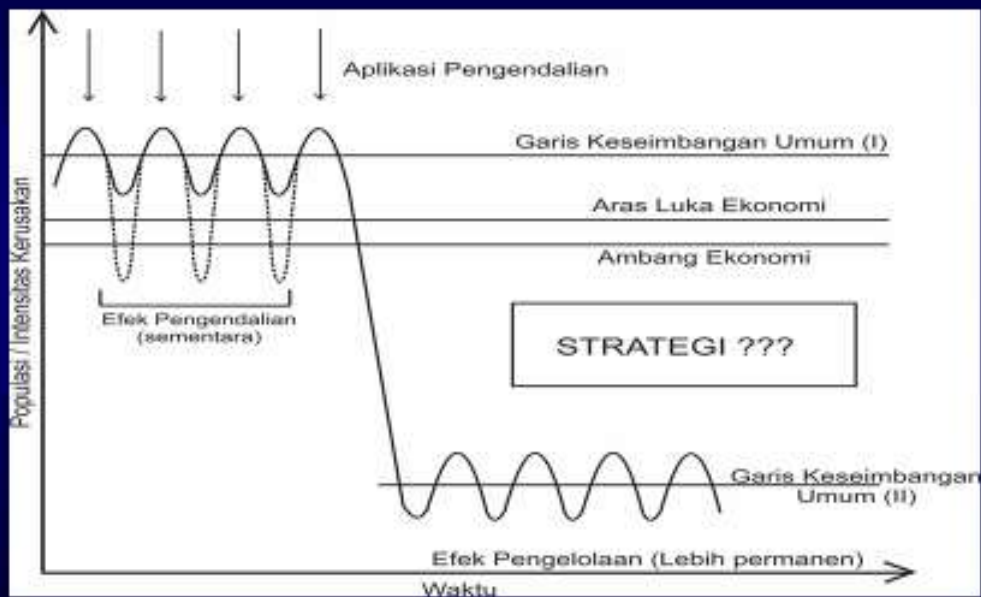 Aplikasi Pengendalian
Garis Keseimbangan Umum (I)
Aras Luka Ekonomi
Ambang Ekonomi
Efek Pengendalian
(sementara)
STRATEGI ???
Populasi / Intensitas Kerusakan
Garis Keseimbangan
Umum (II)
Efek Pengelolaan (Lebih permanen)
Waktu